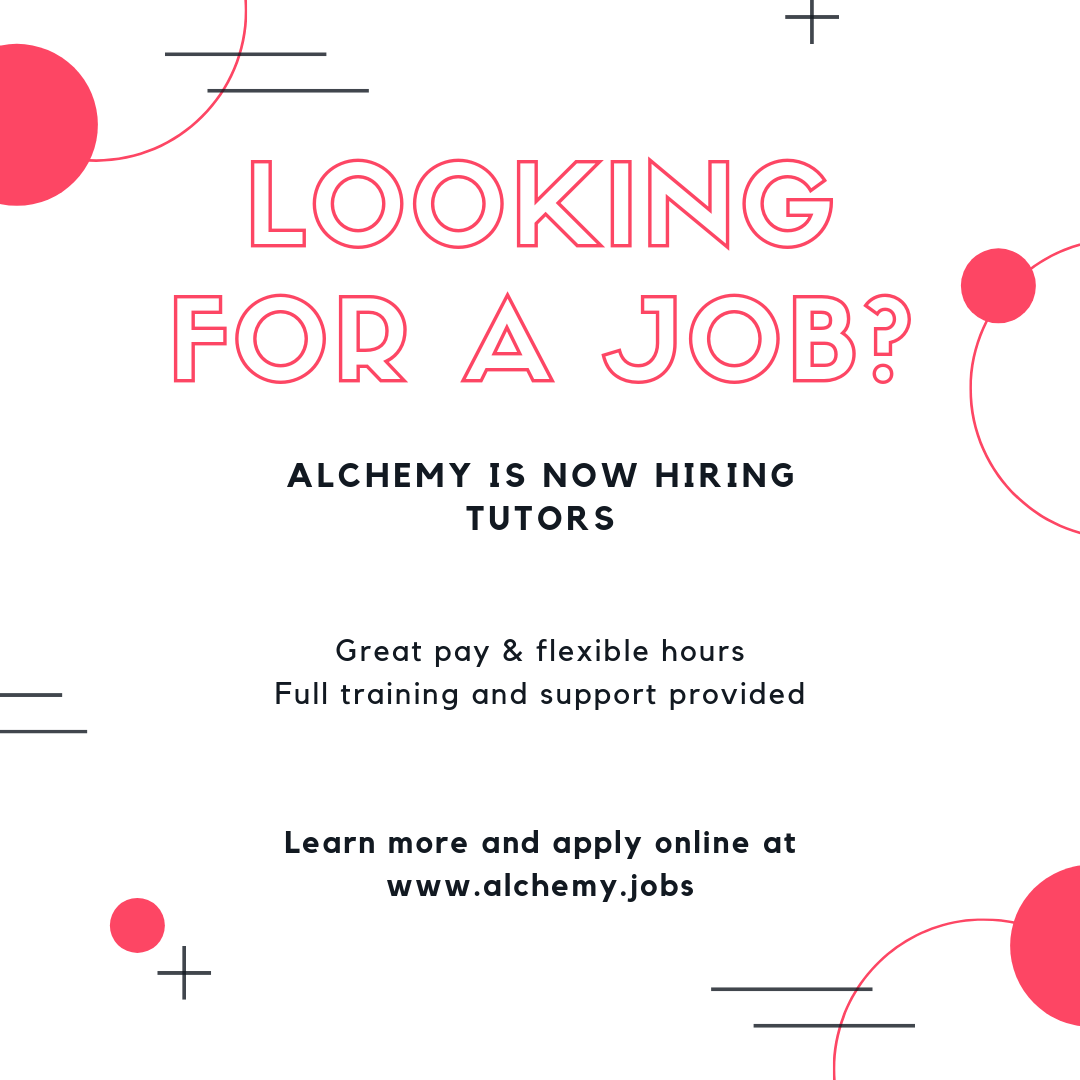 LOOKING
FOR A JOB?
ALCHEMY IS NOW HIRING
TUTORS
Great pay & flexible hours
Full training and support provided
Learn more and apply online at
www.alchemy.jobs